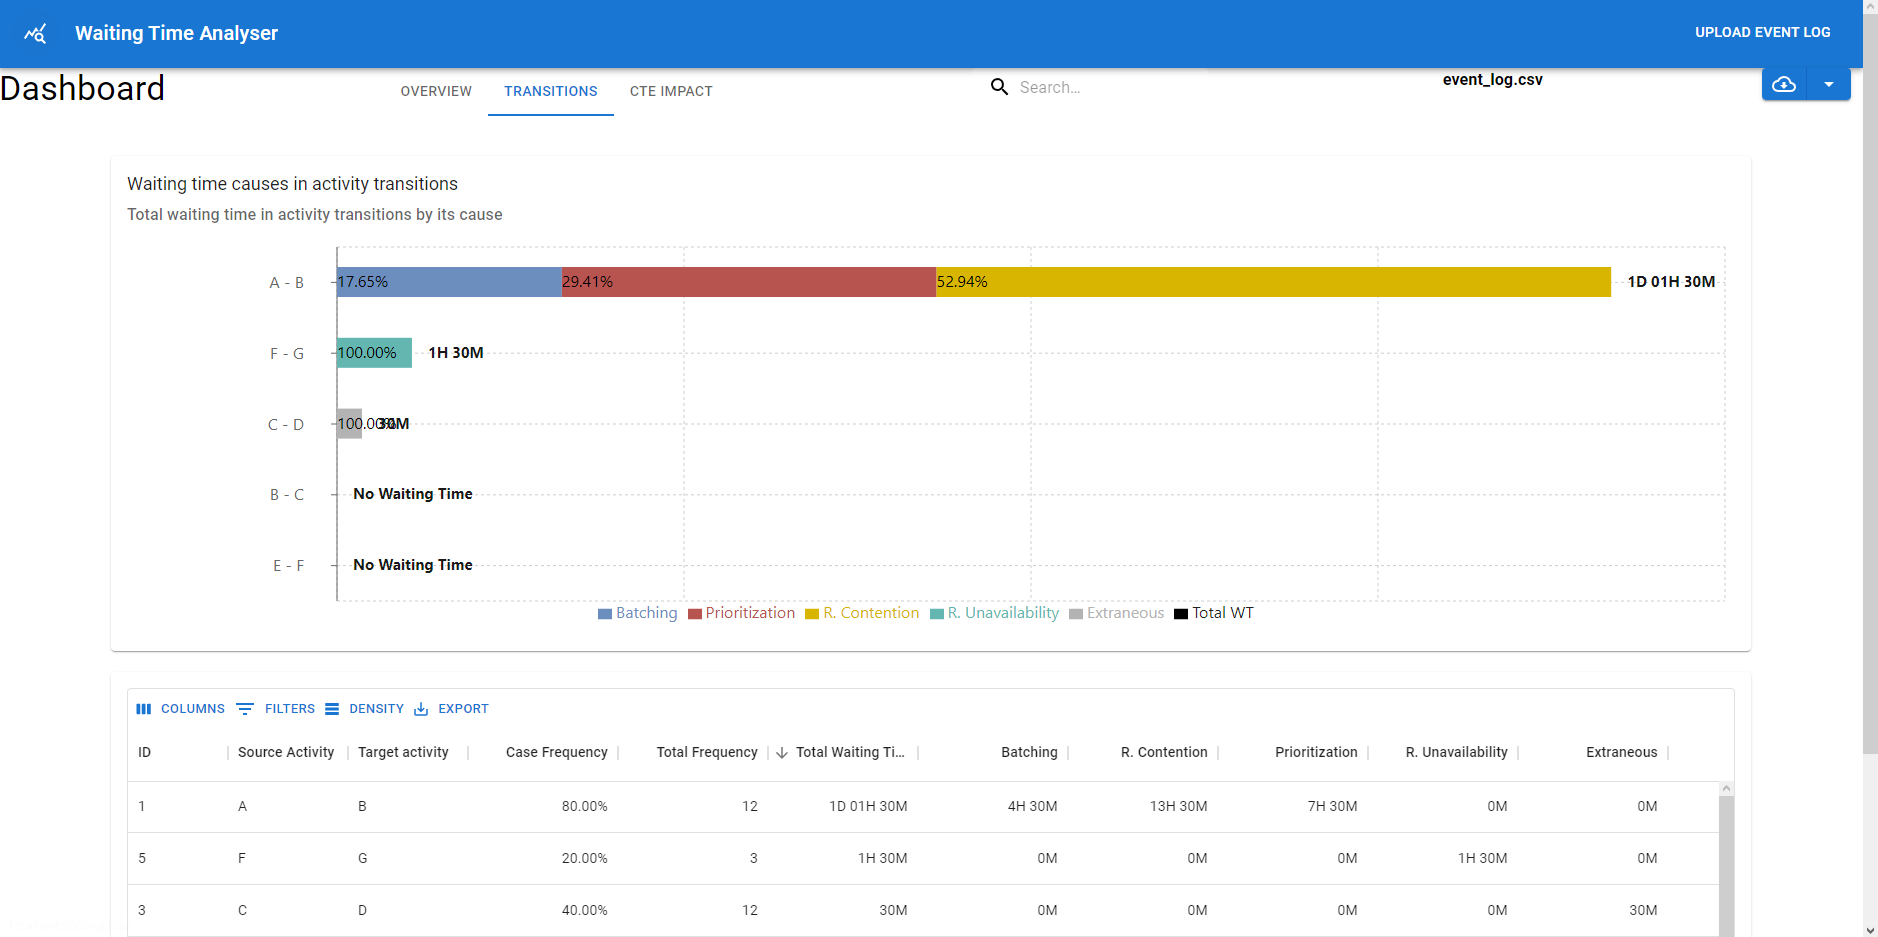 Waiting Time Analyser
UPLOAD EVENT LOG
Dashboard
OVERVIEW TRANSITIONS CTE IMPACT
Search...
event_log.csv
Waiting time causes in activity transitions
Total waiting time in activity transitions by its cause
A - B 17.65% 29.41% 52.94% 1D 01H 30M
F - G 100.00% 1H 30M
C - D 100.00% 30M
B - C No Waiting Time
E - F No Waiting Time
Batching Prioritization R. Contention R. Unavailability Extraneous Total WT
COLUMNS FILTERS DENSITY EXPORT
ID Source Activity Target activity Case Frequency Total Frequency Total Waiting Ti... Batching R. Contention Prioritization R. Unavailability Extraneous
1 A B 80.00% 12 1D 01H 30M 4H 30M 13H 30M 7H 30M 0M 0M
5 F G 20.00% 3 1H 30M 0M 0M 0M 1H 30M 0M
3 C D 40.00% 12 30M 0M 0M 0M 0M 30M